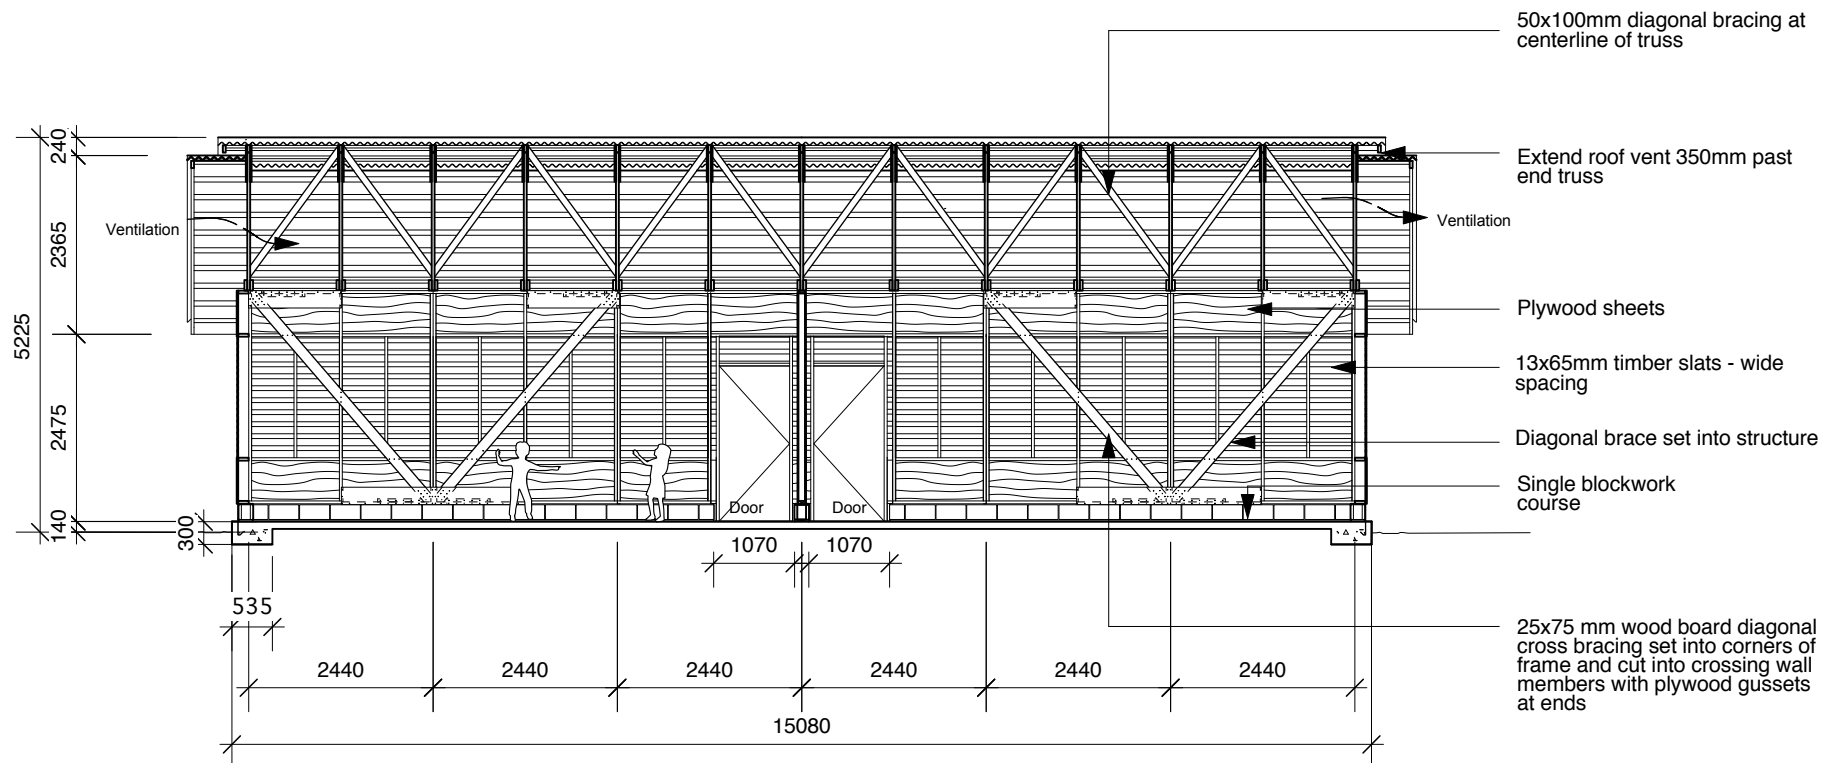 50x100mm diagonal bracing at
centerline of truss
240
Extend roof vent 350mm past
end truss
Ventilation
Ventilation
2365
5225
Plywood sheets
13x65mm timber slats - wide
spacing
2475
Diagonal brace set into structure
Single blockwork
course
Door
Door
140
300
1070
1070
535
25x75 mm wood board diagonal
cross bracing set into corners of
frame and cut into crossing wall
members with plywood gussets
at ends
2440
2440
2440
2440
2440
2440
15080